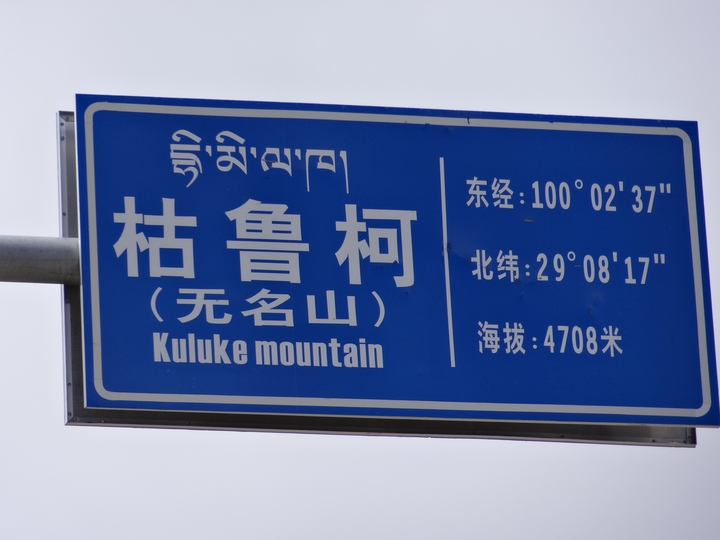 རྙི་མི་ལ་ཁ།
枯鲁柯
（无名山）
Kuluke mountain
东经:100°02'37"
北纬:29°08'17"
海拔:4708米